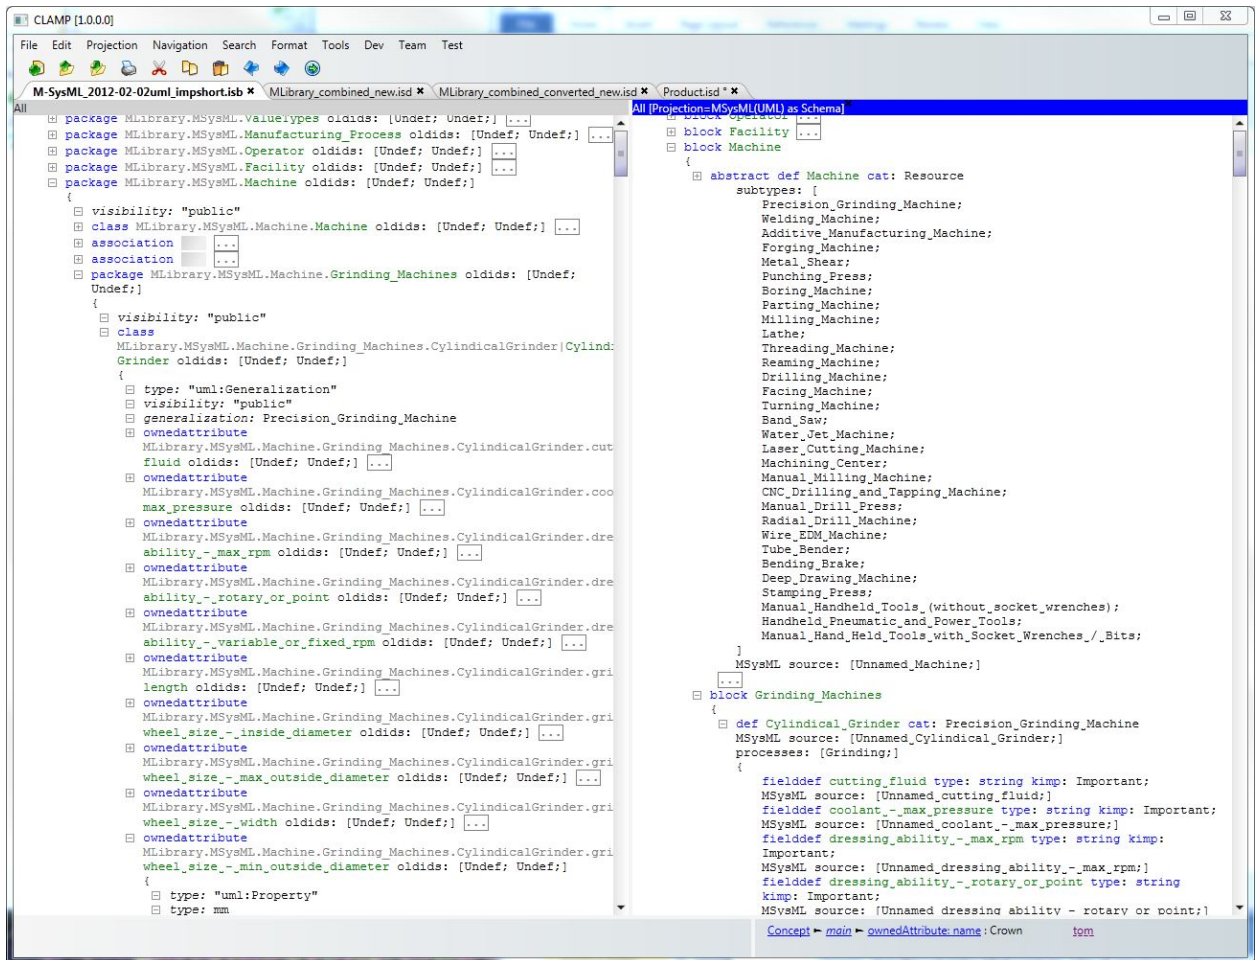 CLAMP [1.0.0.0]
File Edit Projection Navigation Search Format Tools Dev Team Test
M-SysML_2012-02-02uml_impshort.isb MLibrary_combined_new.isd MLibrary_combined_converted_new.isd Product.isd *
All
package MLibrary.MSysML.ValueTypes oldids: [Undef; Undef;] ...
package MLibrary.MSysML.Manufacturing_Process oldids: [Undef; Undef;] ...
package MLibrary.MSysML.Operator oldids: [Undef; Undef;] ...
package MLibrary.MSysML.Facility oldids: [Undef; Undef;] ...
package MLibrary.MSysML.Machine oldids: [Undef; Undef;]
{
visibility: "public"
class MLibrary.MSysML.Machine.Machine oldids: [Undef; Undef;] ...
association ...
association ...
package MLibrary.MSysML.Machine.Grinding_Machines oldids: [Undef;
Undef;]
{
visibility: "public"
class
MLibrary.MSysML.Machine.Grinding_Machines.CylindicalGrinder|Cylindi
Grinder oldids: [Undef; Undef;]
{
type: "uml:Generalization"
visibility: "public"
generalization: Precision_Grinding_Machine
ownedattribute
MLibrary.MSysML.Machine.Grinding_Machines.CylindicalGrinder.cut
fluid oldids: [Undef; Undef;] ...
ownedattribute
MLibrary.MSysML.Machine.Grinding_Machines.CylindicalGrinder.coo
max_pressure oldids: [Undef; Undef;] ...
ownedattribute
MLibrary.MSysML.Machine.Grinding_Machines.CylindicalGrinder.dre
ability_-_max_rpm oldids: [Undef; Undef;] ...
ownedattribute
MLibrary.MSysML.Machine.Grinding_Machines.CylindicalGrinder.dre
ability_-_rotary_or_point oldids: [Undef; Undef;] ...
ownedattribute
MLibrary.MSysML.Machine.Grinding_Machines.CylindicalGrinder.dre
ability_-_variable_or_fixed_rpm oldids: [Undef; Undef;] ...
ownedattribute
MLibrary.MSysML.Machine.Grinding_Machines.CylindicalGrinder.gri
length oldids: [Undef; Undef;] ...
ownedattribute
MLibrary.MSysML.Machine.Grinding_Machines.CylindicalGrinder.gri
wheel_size_-_inside_diameter oldids: [Undef; Undef;] ...
ownedattribute
MLibrary.MSysML.Machine.Grinding_Machines.CylindicalGrinder.gri
wheel_size_-_max_outside_diameter oldids: [Undef; Undef;] ...
ownedattribute
MLibrary.MSysML.Machine.Grinding_Machines.CylindicalGrinder.gri
wheel_size_-_width oldids: [Undef; Undef;] ...
ownedattribute
MLibrary.MSysML.Machine.Grinding_Machines.CylindicalGrinder.gri
wheel_size_-_min_outside_diameter oldids: [Undef; Undef;]
{
type: "uml:Property"
type: mm
All [Projection=MSysML(UML) as Schema]
block Operator ...
block Facility ...
block Machine
{
abstract def Machine cat: Resource
subtypes: [
Precision_Grinding_Machine;
Welding_Machine;
Additive_Manufacturing_Machine;
Forging_Machine;
Metal_Shear;
Punching_Press;
Boring_Machine;
Parting_Machine;
Milling_Machine;
Lathe;
Threading_Machine;
Reaming_Machine;
Drilling_Machine;
Facing_Machine;
Turning_Machine;
Band_Saw;
Water_Jet_Machine;
Laser_Cutting_Machine;
Machining_Center;
Manual_Milling_Machine;
CNC_Drilling_and_Tapping_Machine;
Manual_Drill_Press;
Radial_Drill_Machine;
Wire_EDM_Machine;
Tube_Bender;
Bending_Brake;
Deep_Drawing_Machine;
Stamping_Press;
Manual_Handheld_Tools_(without_socket_wrenches);
Handheld_Pneumatic_and_Power_Tools;
Manual_Hand_Held_Tools_with_Socket_Wrenches_/_Bits;
]
MSysML source: [Unnamed_Machine;]
...
block Grinding_Machines
{
def Cylindical_Grinder cat: Precision_Grinding_Machine
MSysML source: [Unnamed_Cylindical_Grinder;]
processes: [Grinding;]
{
fielddef cutting_fluid type: string kimp: Important;
MSysML source: [Unnamed_cutting_fluid;]
fielddef coolant_-_max_pressure type: string kimp: Important;
MSysML source: [Unnamed_coolant_-_max_pressure;]
fielddef dressing_ability_-_max_rpm type: string kimp:
Important;
MSysML source: [Unnamed_dressing_ability_-_max_rpm;]
fielddef dressing_ability_-_rotary_or_point type: string
kimp: Important;
MSysML source: [Unnamed_dressing_ability_-_rotary_or_point;]
Concept main ownedAttribute: name : Crown tom